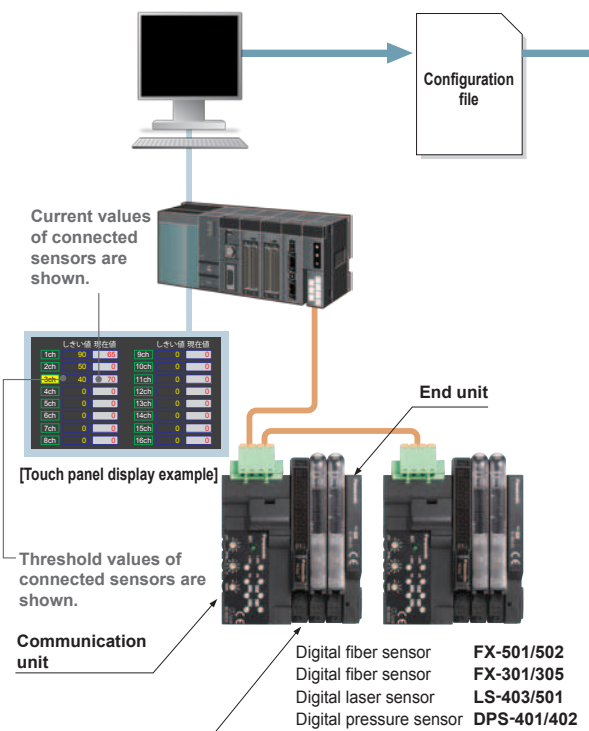 Configuration
file
Current values
of connected
sensors are
shown.
しきい値 現在値 しきい値 現在値
1ch 90 65 9ch 0 0
2ch 50 0 10ch 0 0
3ch 40 70 11ch 0 0
4ch 0 0 12ch 0 0
5ch 0 0 13ch 0 0
6ch 0 0 14ch 0 0
7ch 0 0 15ch 0 0
8ch 0 0 16ch 0 0
[Touch panel display example]
End unit
Threshold values of
connected sensors are
shown.
Communication
unit
Digital fiber sensor FX-501/502
Digital fiber sensor FX-301/305
Digital laser sensor LS-403/501
Digital pressure sensor DPS-401/402